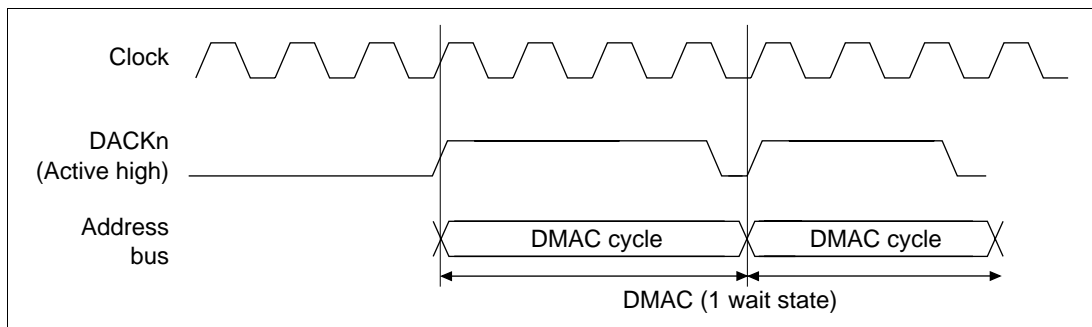 Clock
DACKn
(Active high)
Address
bus
DMAC cycle
DMAC cycle
DMAC (1 wait state)